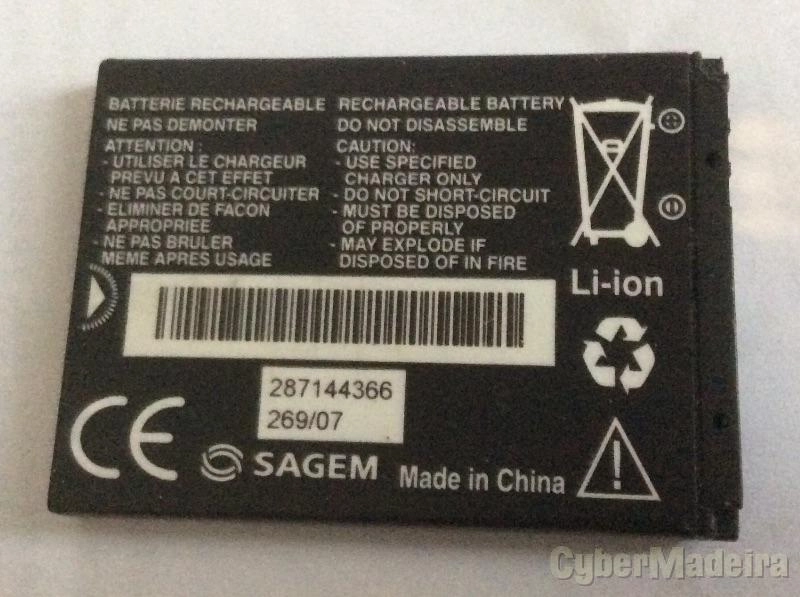 BATTERIE RECHARGEABLE
NE PAS DEMONTER
ATTENTION :
- UTILISER LE CHARGEUR
PREVU A CET EFFET
- NE PAS COURT-CIRCUITER
- ELIMINER DE FACON
APPROPRIEE
- NE PAS BRULER
MEME APRES USAGE
RECHARGEABLE BATTERY
DO NOT DISASSEMBLE
CAUTION:
- USE SPECIFIED
CHARGER ONLY
- DO NOT SHORT-CIRCUIT
- MUST BE DISPOSED
OF PROPERLY
- MAY EXPLODE IF
DISPOSED OF IN FIRE
Li-ion
287144366
269/07
CE
SAGEM
Made in China
!
CyberMadeira